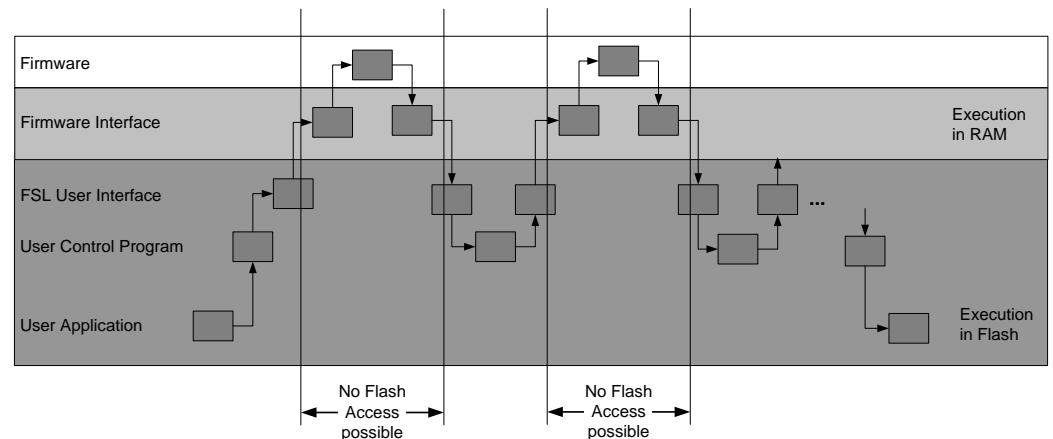 Firmware
Firmware Interface
Execution
in RAM
FSL User Interface
...
User Control Program
User Application
Execution
in Flash
No Flash
Access
possible
No Flash
Access
possible